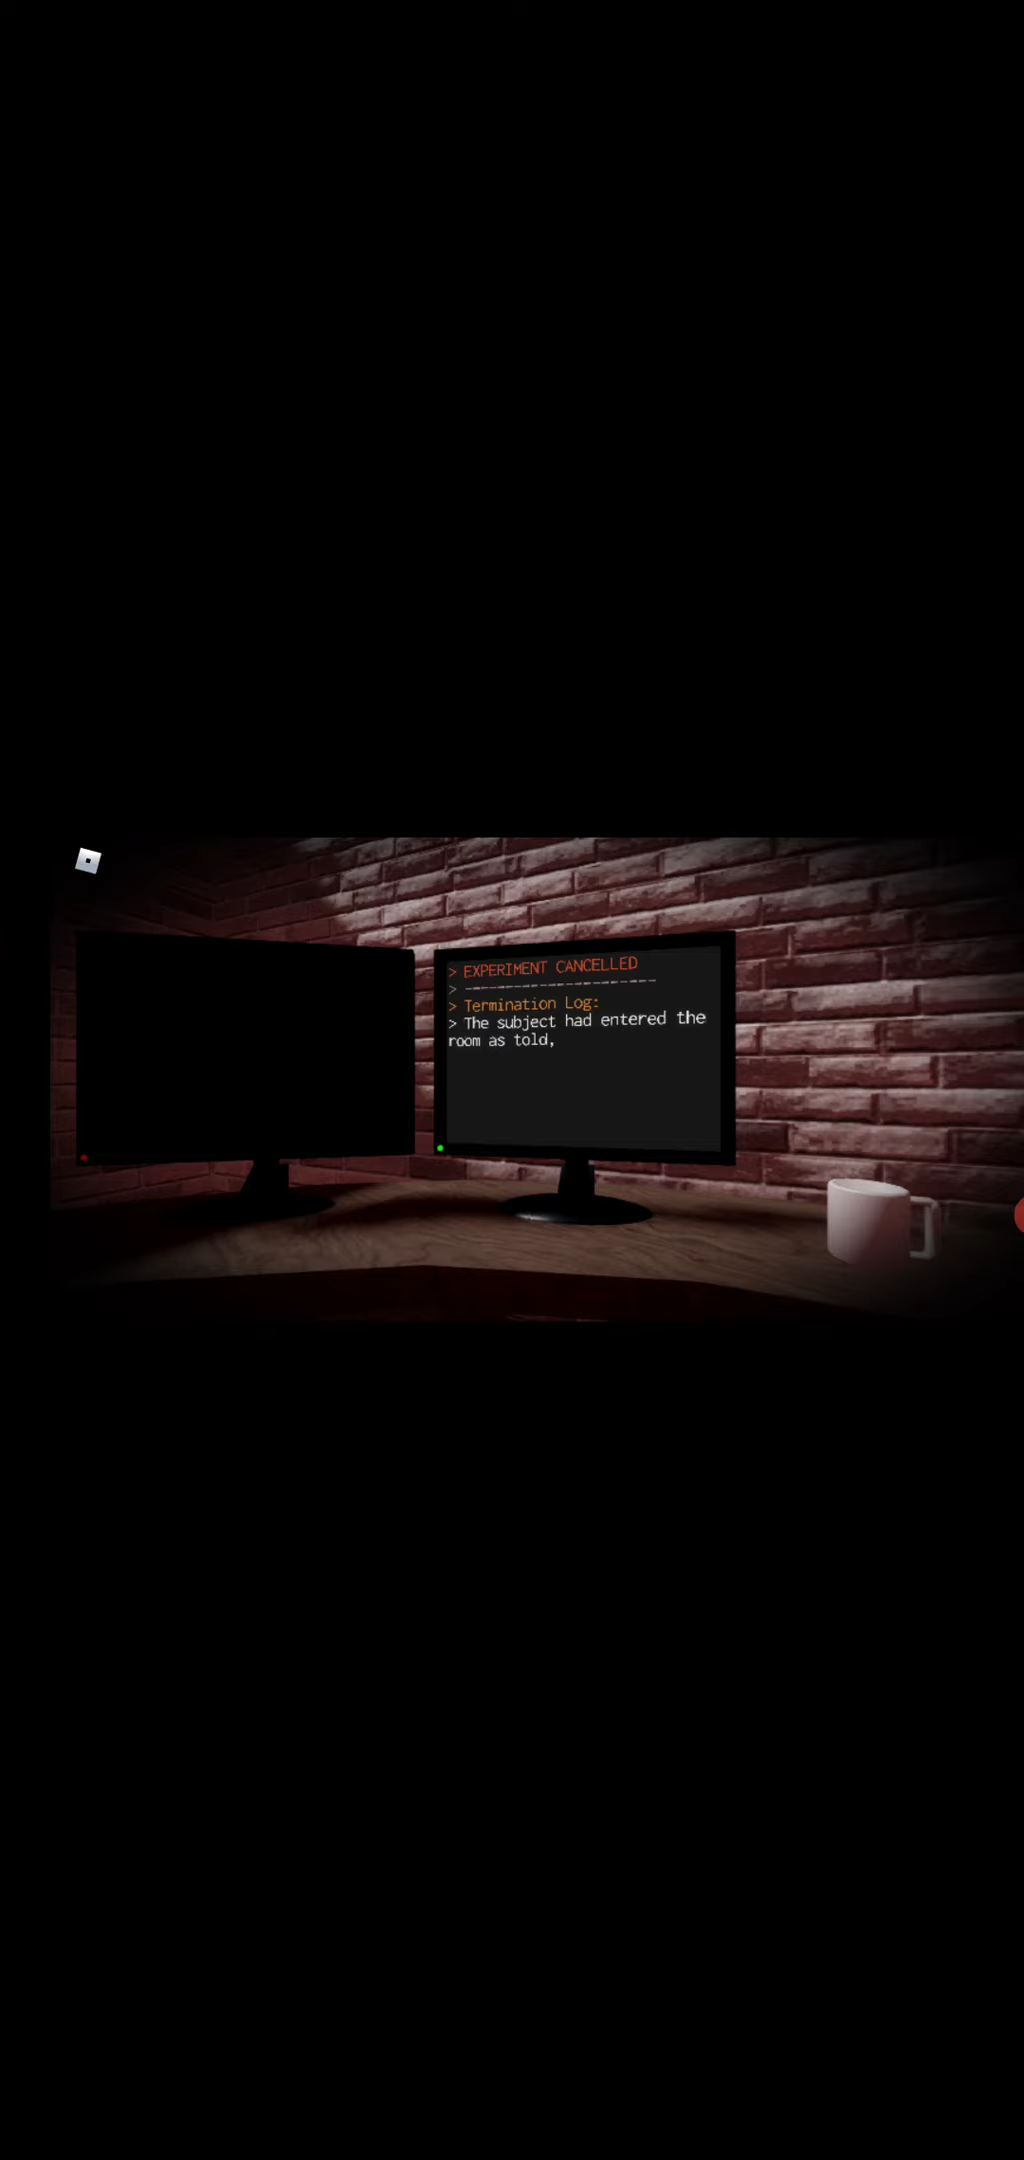 > EXPERIMENT CANCELLED
> ---------------------
> Termination Log:
> The subject had entered the
room as told,